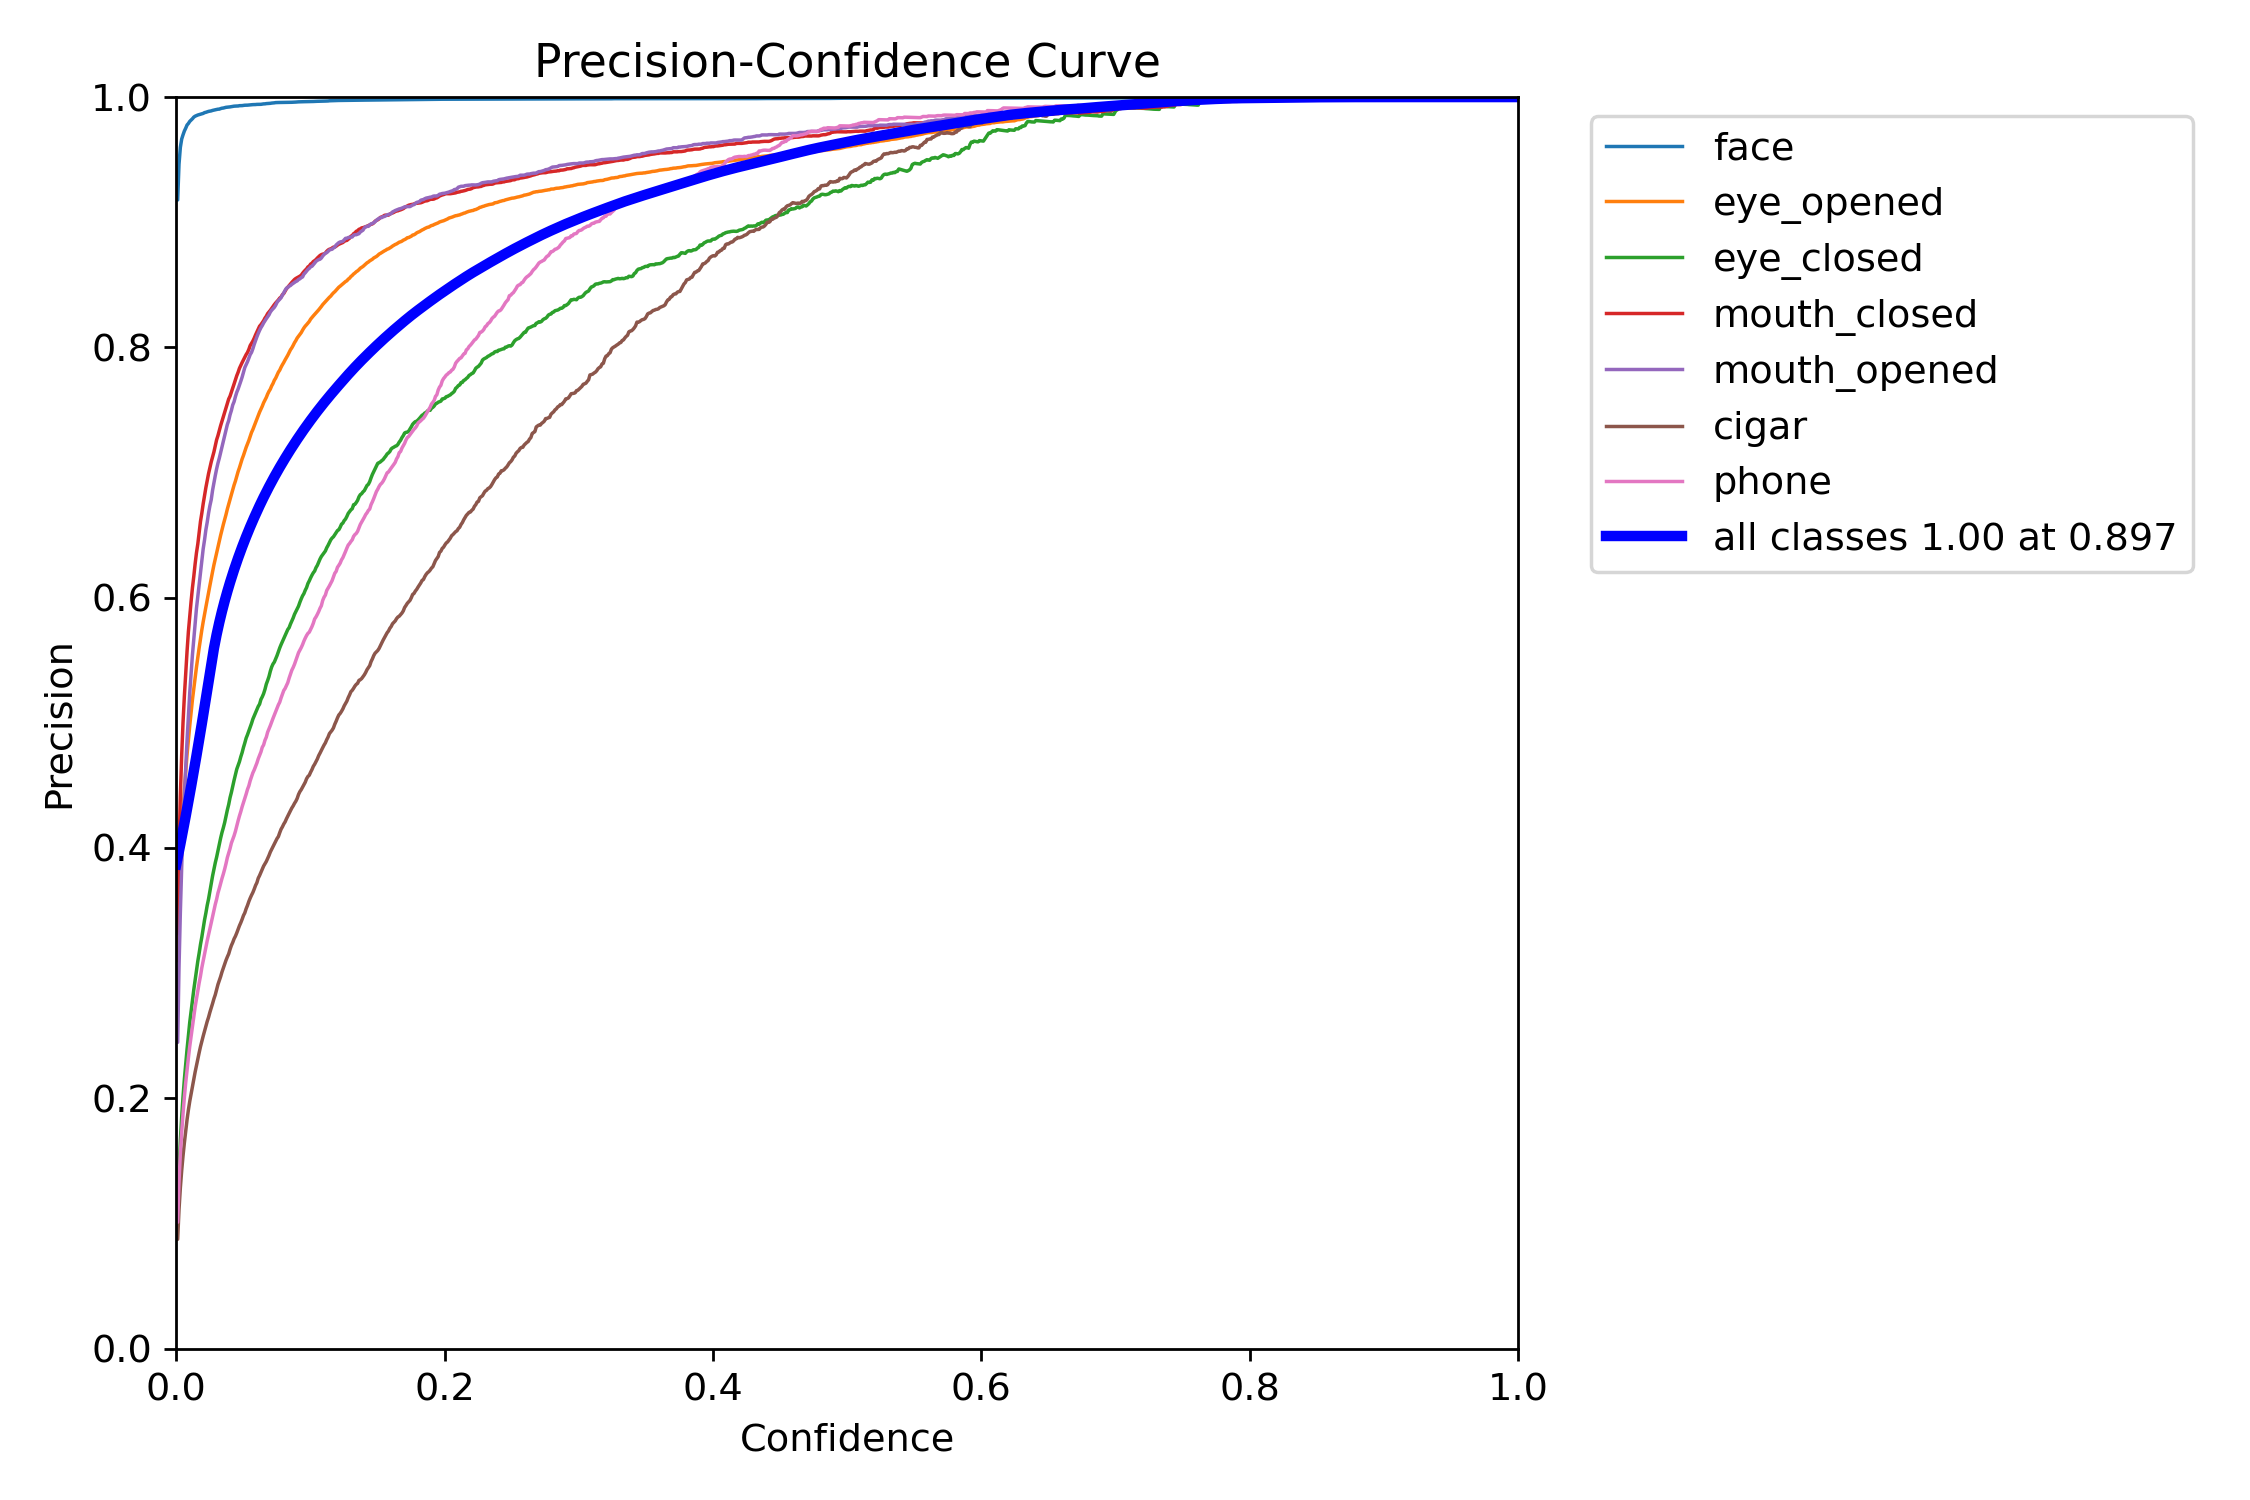 Precision-Confidence Curve
1.0
0.8
0.6
0.4
0.2
0.0
Precision
0.0 0.2 0.4 0.6 0.8 1.0
Confidence
face
eye_opened
eye_closed
mouth_closed
mouth_opened
cigar
phone
all classes 1.00 at 0.897